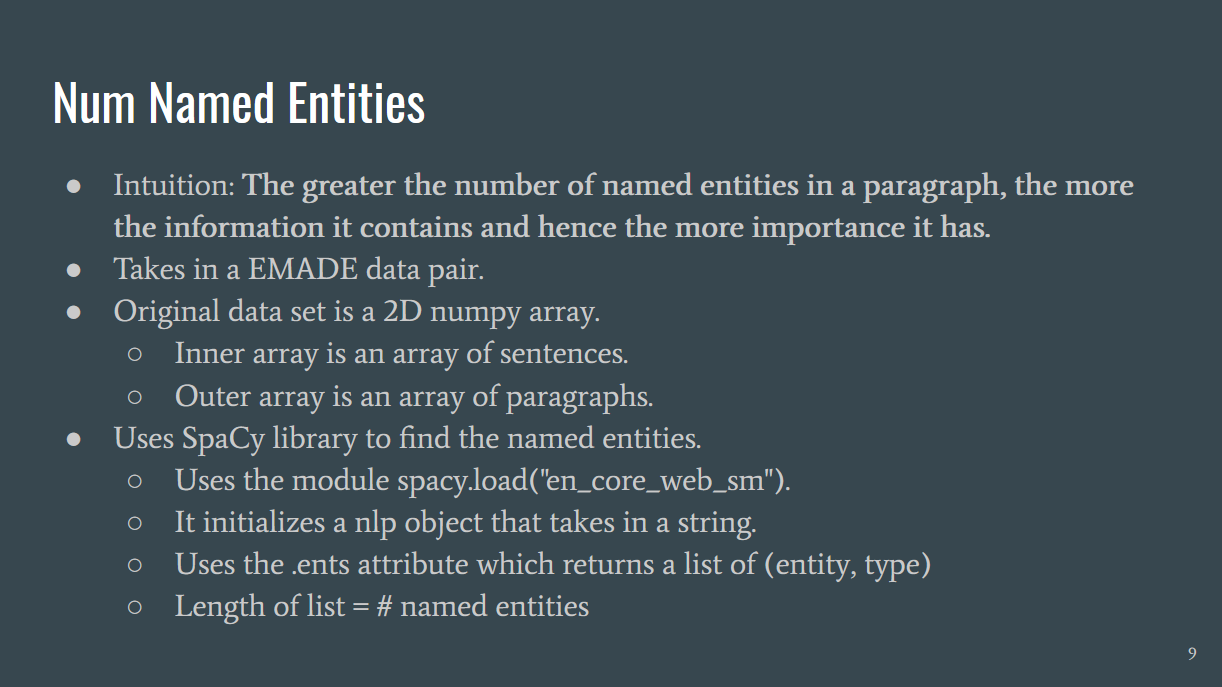 Num Named Entities
● Intuition: The greater the number of named entities in a paragraph, the more
the information it contains and hence the more importance it has.
● Takes in a EMADE data pair.
● Original data set is a 2D numpy array.
○ Inner array is an array of sentences.
○ Outer array is an array of paragraphs.
● Uses SpaCy library to find the named entities.
○ Uses the module spacy.load("en_core_web_sm").
○ It initializes a nlp object that takes in a string.
○ Uses the .ents attribute which returns a list of (entity, type)
○ Length of list = # named entities
9